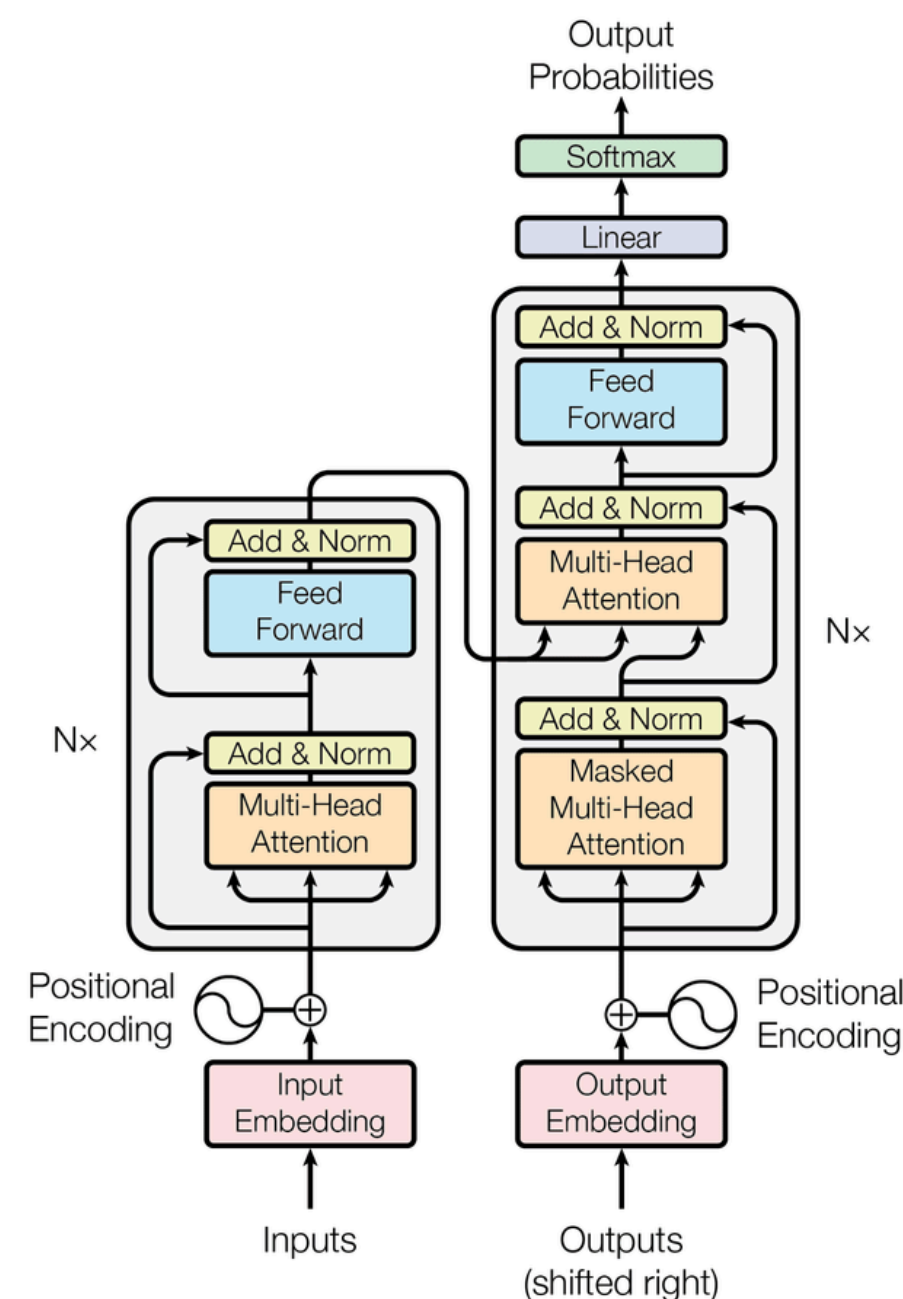 Output
Probabilities
Softmax
Linear
Add & Norm
Feed
Forward
Add & Norm
Multi-Head
Attention
Add & Norm
Masked
Multi-Head
Attention
Nx
Add & Norm
Feed
Forward
Add & Norm
Multi-Head
Attention
Nx
Positional
Encoding
Positional
Encoding
Input
Embedding
Output
Embedding
Inputs
Outputs
(shifted right)